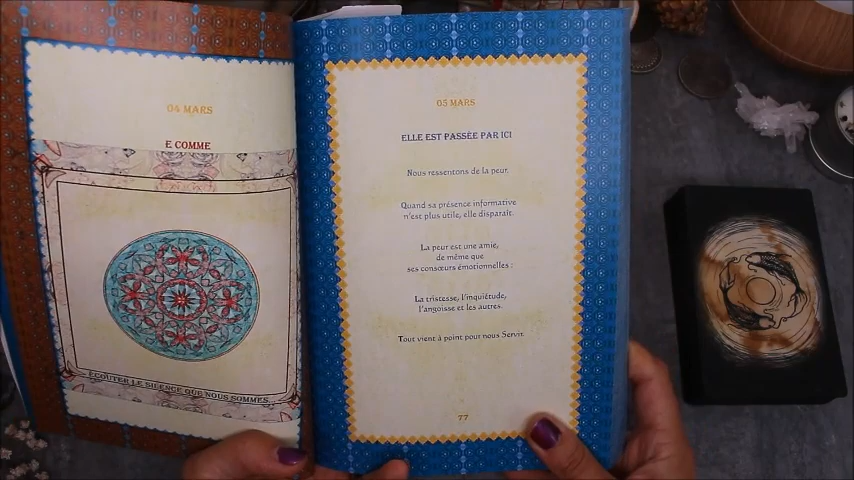 04 MARS
E COMME
ÉCOUTER LE SILENCE QUE NOUS SOMMES
05 MARS
ELLE EST PASSÉE PAR ICI
Nous ressentons de la peur.
Quand sa présence informative
n'est plus utile, elle disparaît.
La peur est une amie,
de même que
ses consœurs émotionnelles :
La tristesse, l'inquiétude,
l'angoisse et les autres.
Tout vient à point pour nous Servir.
77